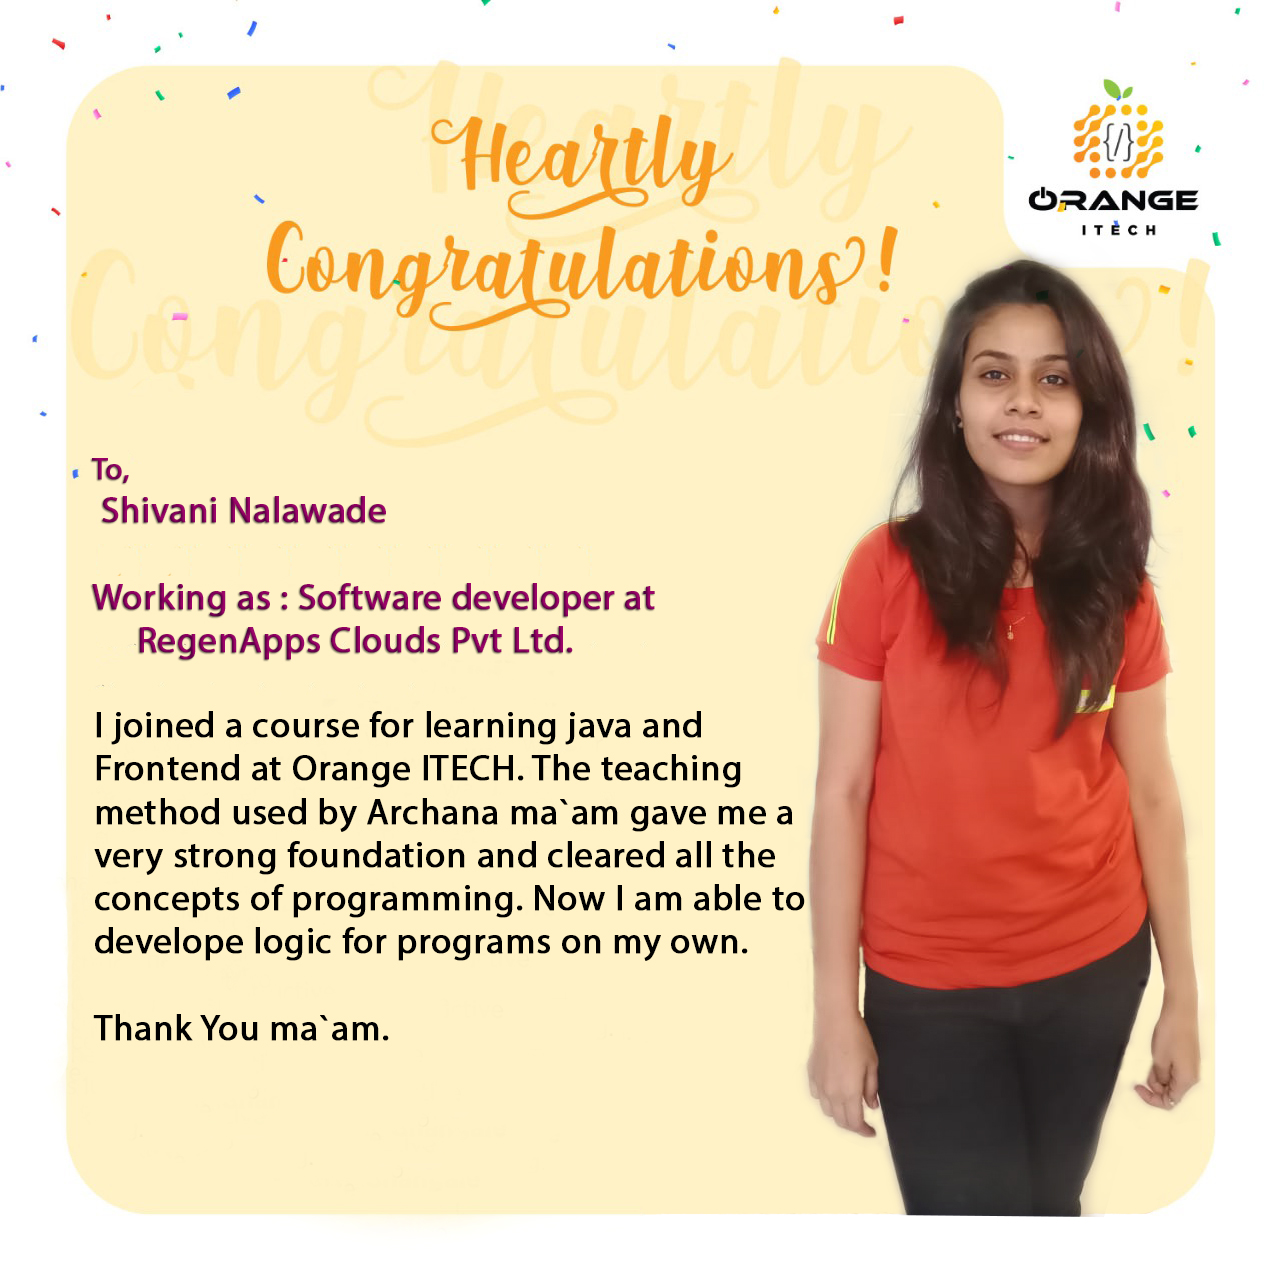 Heartly
Congratulations!
ORANGE
ITECH
To,
Shivani Nalawade
Working as : Software developer at
RegenApps Clouds Pvt Ltd.
I joined a course for learning java and
Frontend at Orange ITECH. The teaching
method used by Archana ma`am gave me a
very strong foundation and cleared all the
concepts of programming. Now I am able to
develope logic for programs on my own.
Thank You ma`am.